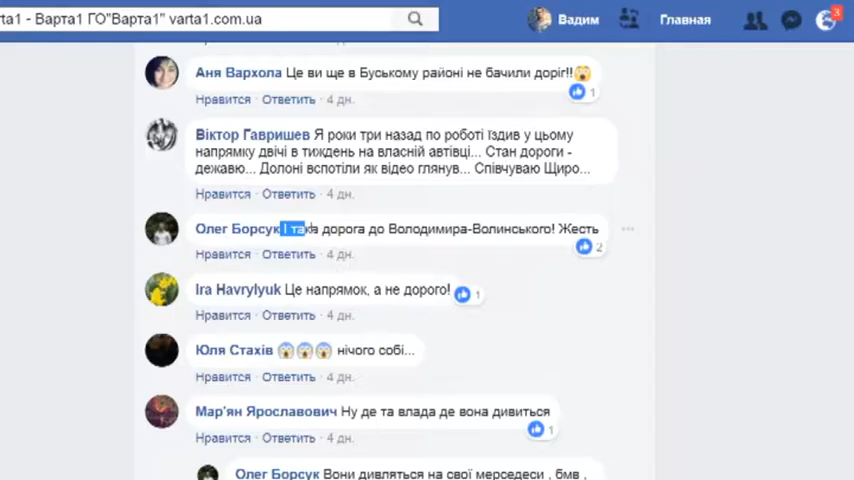 rta1 - Варта1 ГО"Варта1" varta1.com.ua
Вадим
Главная
3
Аня Вархола Це ви ще в Буському районі не бачили доріг!!😱
1
Нравится · Ответить · 4 дн.
Віктор Гавришев Я роки три назад по роботі їздив у цьому
напрямку двічі в тиждень на власній автівці... Стан дороги -
дежавю... Долоні вспотіли як відео глянув... Співчуваю Щиро...
Нравится · Ответить · 4 дн.
Олег Борсук І така дорога до Володимира-Волинського! Жесть
2
Нравится · Ответить · 4 дн.
Ira Havrylyuk Це напрямок, а не дорого!
1
Нравится · Ответить · 4 дн.
Юля Стахів 😱😱😱 нічого собі...
Нравится · Ответить · 4 дн.
Мар'ян Ярославович Ну де та влада де вона дивиться
1
Нравится · Ответить · 4 дн.
Олег Борсук Вони дивляться на свої мерседеси , бмв ,